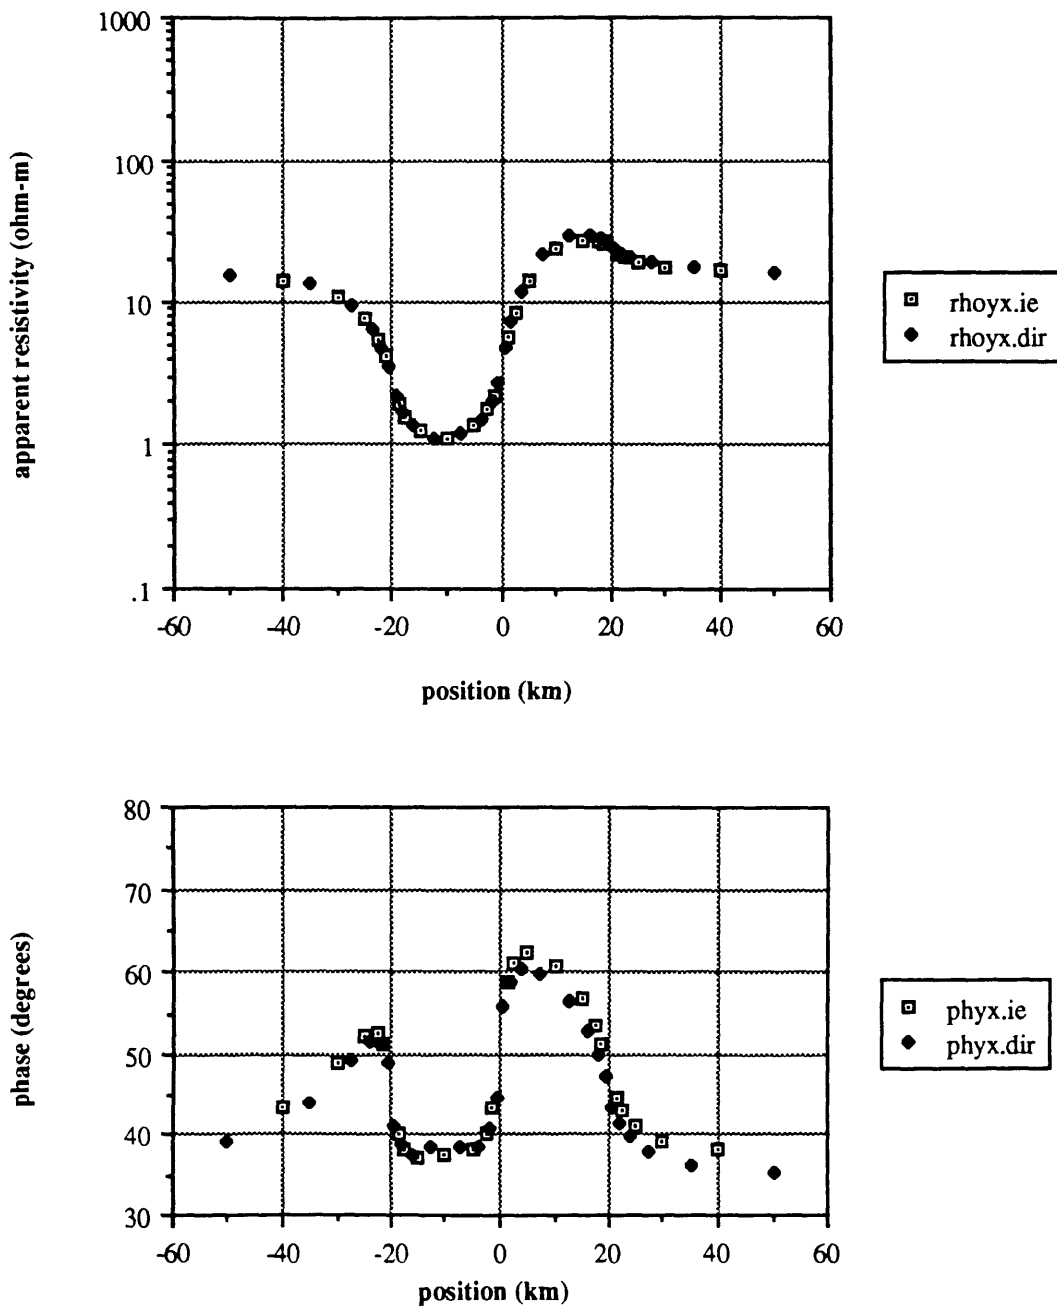 1000
100
10
1
.1
apparent resistivity (ohm-m)
-60 -40 -20 0 20 40 60
position (km)
rhoyx.ie
rhoyx.dir
80
70
60
50
40
30
phase (degrees)
-60 -40 -20 0 20 40 60
position (km)
phyx.ie
phyx.dir